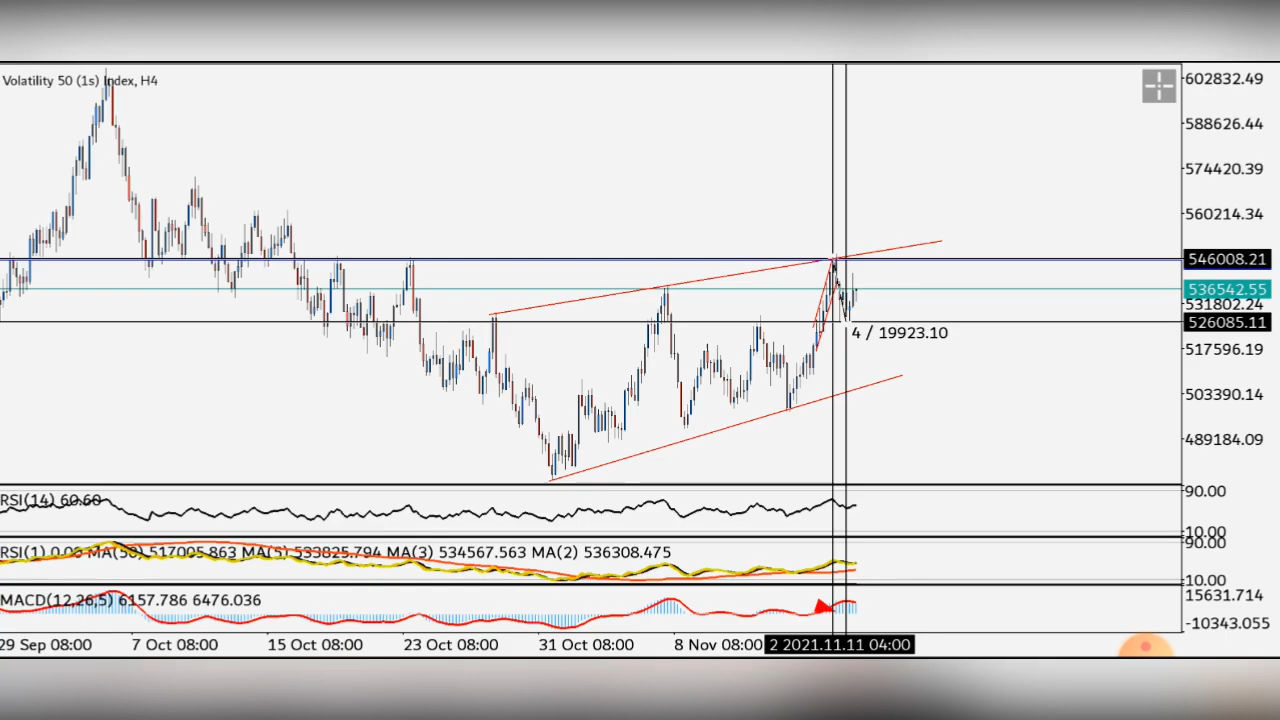 Volatility 50 (1s) Index, H4
602832.49
588626.44
574420.39
560214.34
546008.21
536542.55
531802.24
526085.11
4 / 19923.10
517596.19
503390.14
489184.09
RSI(14) 60.60
90.00
10.00
RSI(1) 0.00 MA(50) 517005.863 MA(5) 533825.794 MA(3) 534567.563 MA(2) 536308.475
90.00
10.00
MACD(12,26,5) 6157.786 6476.036
15631.714
-10343.055
29 Sep 08:00 7 Oct 08:00 15 Oct 08:00 23 Oct 08:00 31 Oct 08:00 8 Nov 08:00 2 2021.11.11 04:00